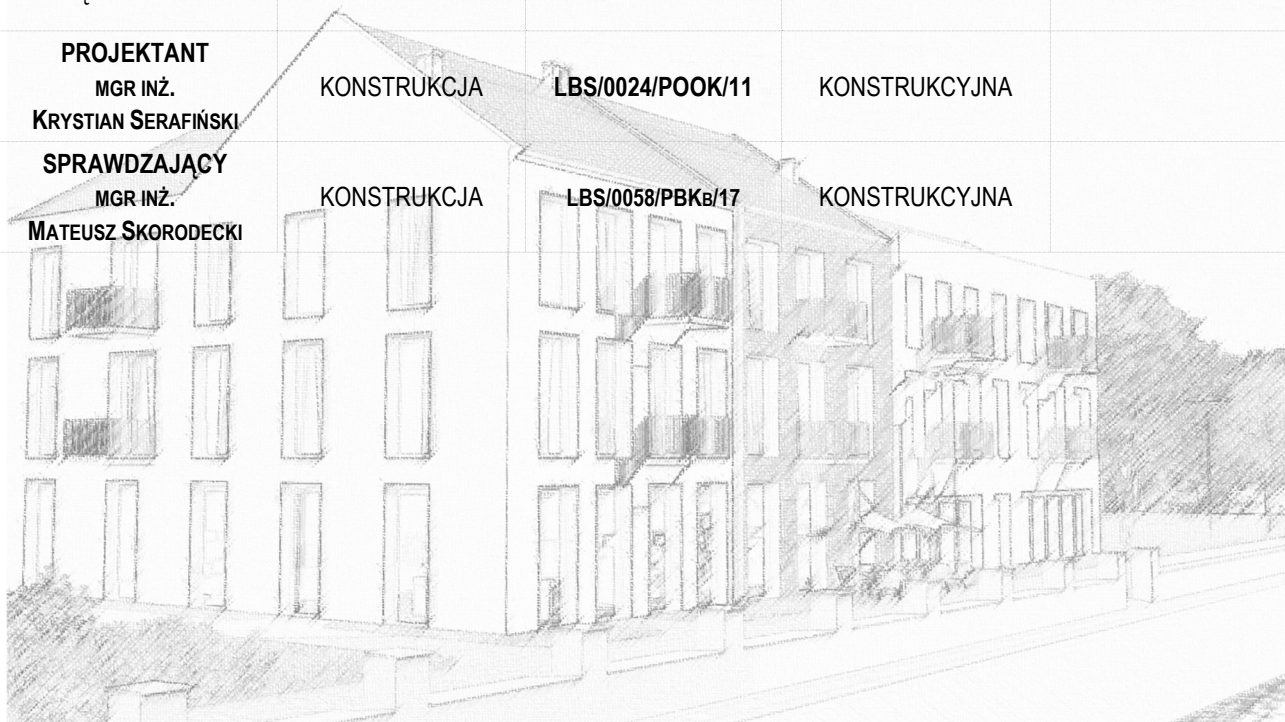 PROJEKTANT
MGR INŻ.
KRYSTIAN SERAFIŃSKI
KONSTRUKCJA
LBS/0024/POOK/11
KONSTRUKCYJNA
SPRAWDZAJĄCY
MGR INŻ.
MATEUSZ SKORODECKI
KONSTRUKCJA
LBS/0058/PBKB/17
KONSTRUKCYJNA